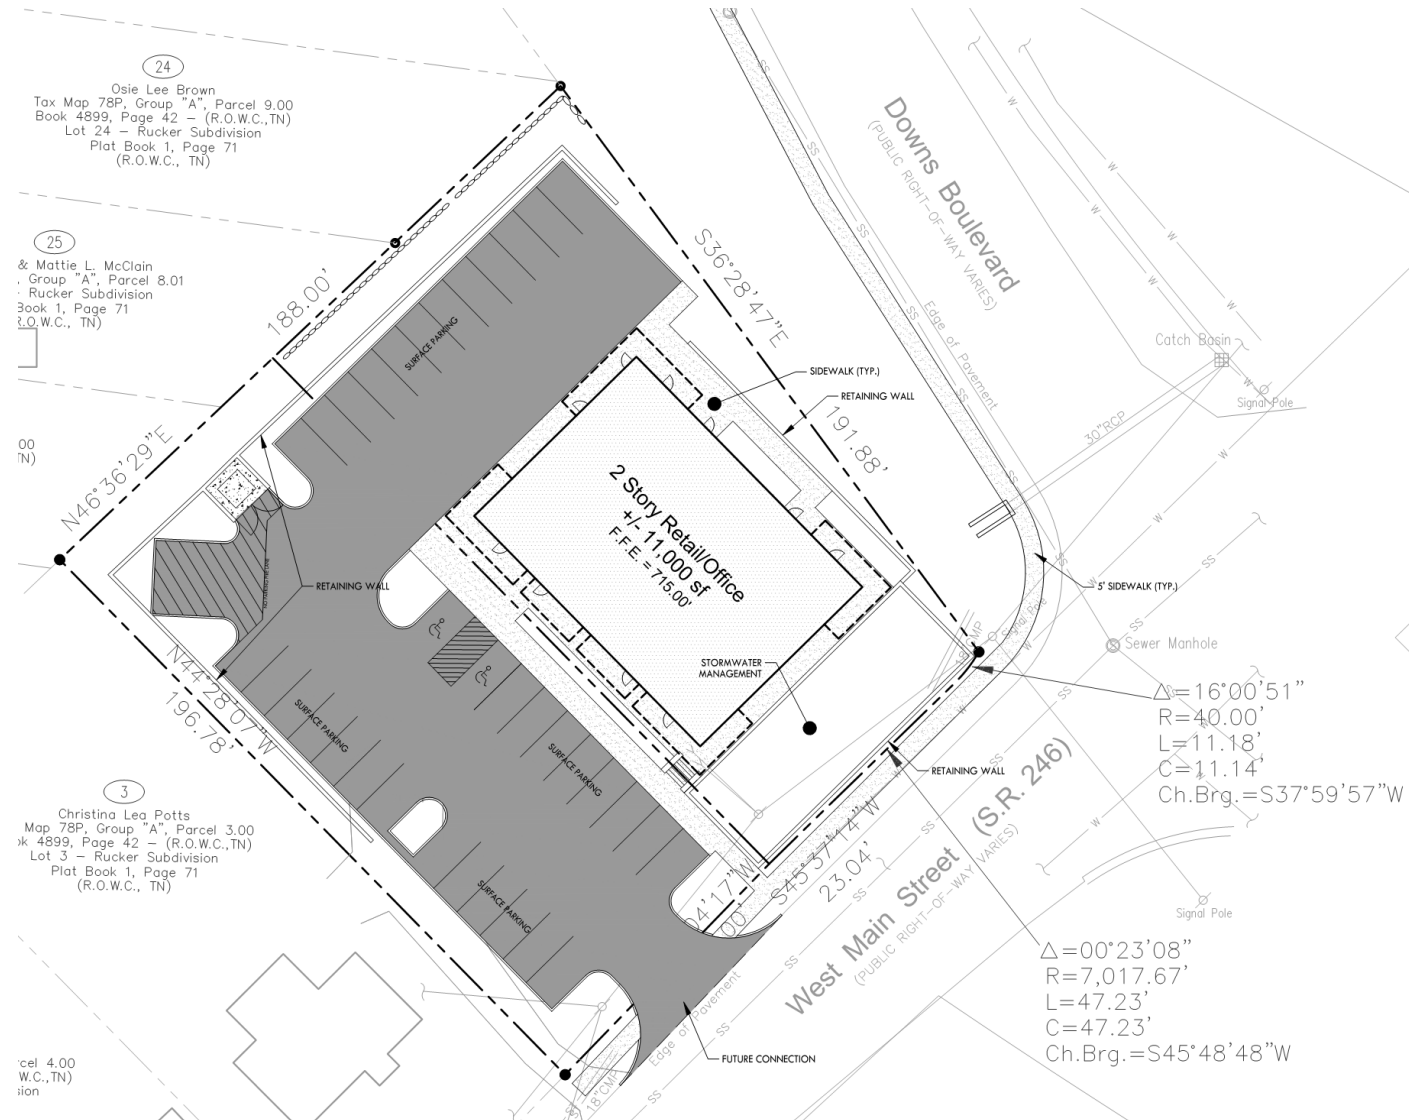 24
Osie Lee Brown
Tax Map 78P, Group "A", Parcel 9.00
Book 4899, Page 42 – (R.O.W.C.,TN)
Lot 24 – Rucker Subdivision
Plat Book 1, Page 71
(R.O.W.C., TN)
25
& Mattie L. McClain
, Group "A", Parcel 8.01
Rucker Subdivision
Book 1, Page 71
R.O.W.C., TN)
188.00'
N46°36'29"E
S36°28'47"E
191.88'
Downs Boulevard
(PUBLIC RIGHT-OF-WAY VARIES)
Edge of Pavement
SURFACE PARKING
SIDEWALK (TYP.)
RETAINING WALL
Catch Basin
Signal Pole
30"RCP
2 Story Retail/Office
+/- 11,000 sf
F.F.E. = 715.00'
RETAINING WALL
5' SIDEWALK (TYP.)
Signal Pole
Sewer Manhole
STORMWATER
MANAGEMENT
N44°28'07"W
196.78'
SURFACE PARKING
SURFACE PARKING
SURFACE PARKING
RETAINING WALL
Δ=16°00'51"
R=40.00'
L=11.18'
C=11.14'
Ch.Brg.=S37°59'57"W
3
Christina Lea Potts
Map 78P, Group "A", Parcel 3.00
ok 4899, Page 42 – (R.O.W.C.,TN)
Lot 3 – Rucker Subdivision
Plat Book 1, Page 71
(R.O.W.C., TN)
04'17"W
00'
S45°37'14"W
23.04'
West Main Street (S.R. 246)
(PUBLIC RIGHT-OF-WAY VARIES)
Signal Pole
Δ=00°23'08"
R=7,017.67'
L=47.23'
C=47.23'
Ch.Brg.=S45°48'48"W
Edge of Pavement
FUTURE CONNECTION
18"CMP
rcel 4.00
W.C.,TN)
sion